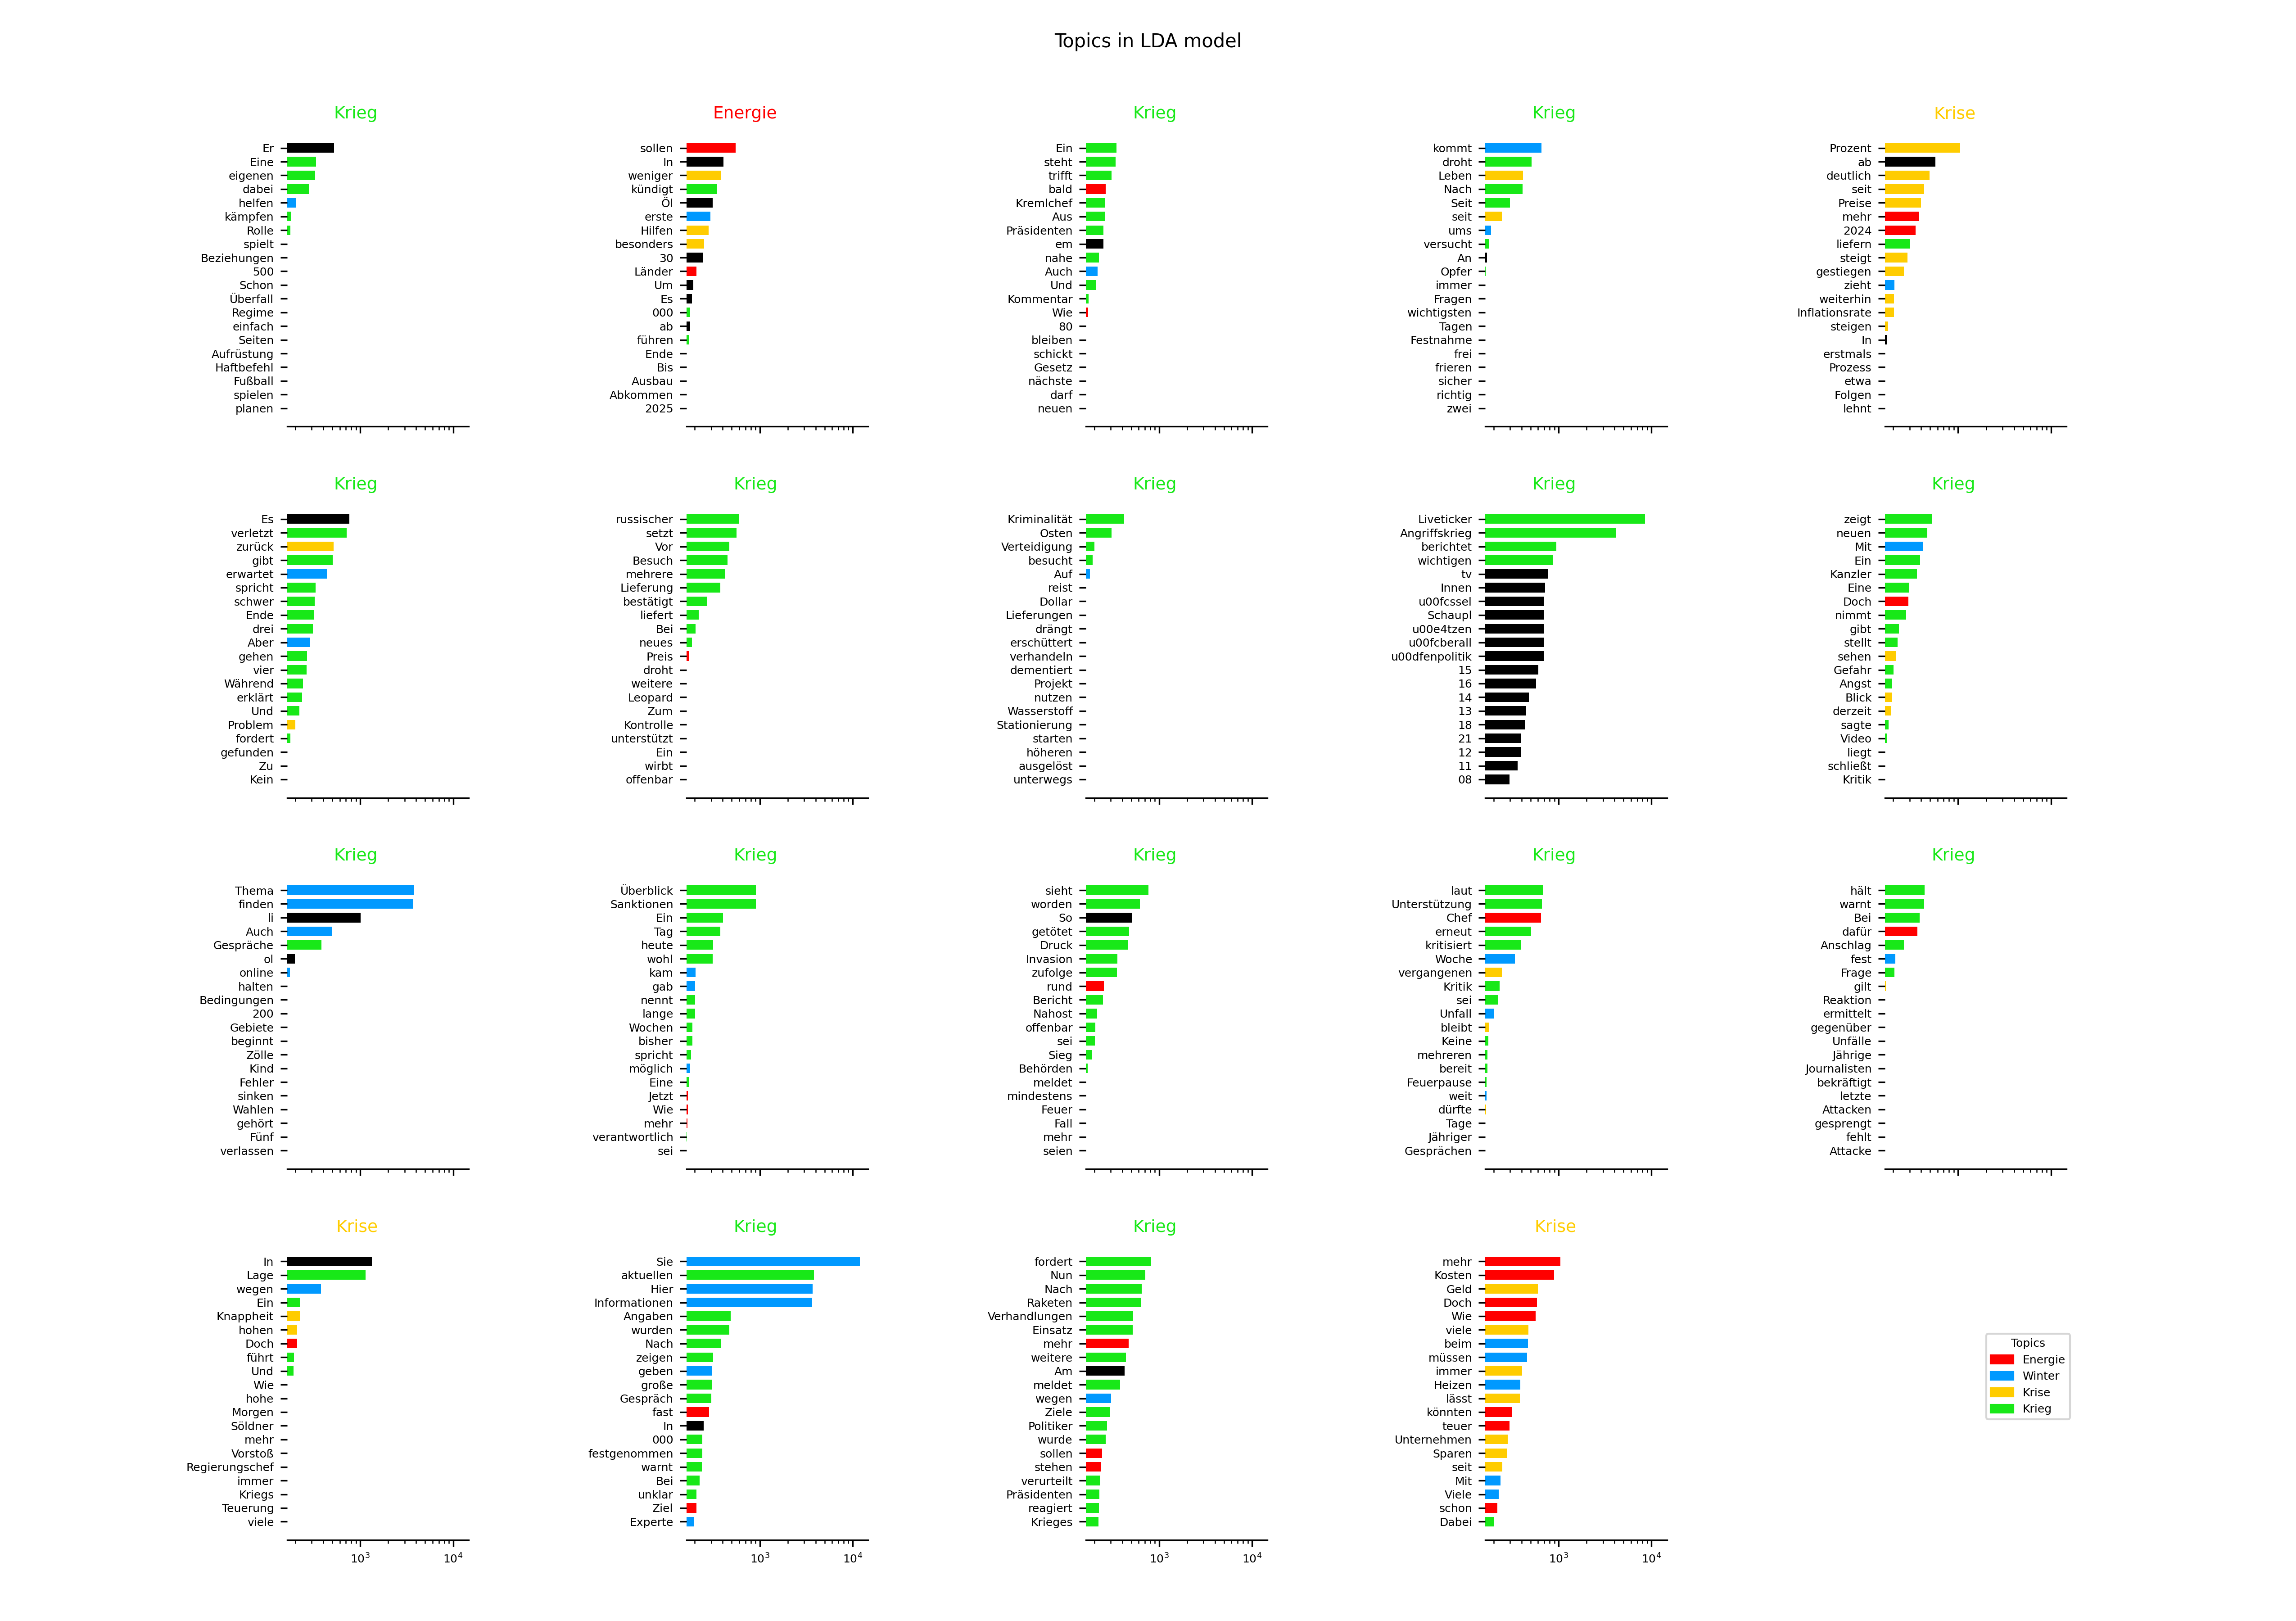 Topics in LDA model
Krieg
Er
Eine
eigenen
dabei
helfen
kämpfen
Rolle
spielt
Beziehungen
500
Schon
Überfall
Regime
einfach
Seiten
Aufrüstung
Haftbefehl
Fußball
spielen
planen
Energie
sollen
In
weniger
kündigt
Öl
erste
Hilfen
besonders
30
Länder
Um
Es
000
ab
führen
Ende
Bis
Ausbau
Abkommen
2025
Krieg
Ein
steht
trifft
bald
Kremlchef
Aus
Präsidenten
em
nahe
Auch
Und
Kommentar
Wie
80
bleiben
schickt
Gesetz
nächste
darf
neuen
Krieg
kommt
droht
Leben
Nach
Seit
seit
ums
versucht
An
Opfer
immer
Fragen
wichtigsten
Tagen
Festnahme
frei
frieren
sicher
richtig
zwei
Krise
Prozent
ab
deutlich
seit
Preise
mehr
2024
liefern
steigt
gestiegen
zieht
weiterhin
Inflationsrate
steigen
In
erstmals
Prozess
etwa
Folgen
lehnt
Krieg
Es
verletzt
zurück
gibt
erwartet
spricht
schwer
Ende
drei
Aber
gehen
vier
Während
erklärt
Und
Problem
fordert
gefunden
Zu
Kein
Krieg
russischer
setzt
Vor
Besuch
mehrere
Lieferung
bestätigt
liefert
Bei
neues
Preis
droht
weitere
Leopard
Zum
Kontrolle
unterstützt
Ein
wirbt
offenbar
Krieg
Kriminalität
Osten
Verteidigung
besucht
Auf
reist
Dollar
Lieferungen
drängt
erschüttert
verhandeln
dementiert
Projekt
nutzen
Wasserstoff
Stationierung
starten
höheren
ausgelöst
unterwegs
Krieg
Liveticker
Angriffskrieg
berichtet
wichtigen
tv
Innen
u00fcssel
Schaupl
u00e4tzen
u00fcberall
u00dfenpolitik
15
16
14
13
18
21
12
11
08
Krieg
zeigt
neuen
Mit
Ein
Kanzler
Eine
Doch
nimmt
gibt
stellt
sehen
Gefahr
Angst
Blick
derzeit
sagte
Video
liegt
schließt
Kritik
Krieg
Thema
finden
li
Auch
Gespräche
ol
online
halten
Bedingungen
200
Gebiete
beginnt
Zölle
Kind
Fehler
sinken
Wahlen
gehört
Fünf
verlassen
Krieg
Überblick
Sanktionen
Ein
Tag
heute
wohl
kam
gab
nennt
lange
Wochen
bisher
spricht
möglich
Eine
Jetzt
Wie
mehr
verantwortlich
sei
Krieg
sieht
worden
So
getötet
Druck
Invasion
zufolge
rund
Bericht
Nahost
offenbar
sei
Sieg
Behörden
meldet
mindestens
Feuer
Fall
mehr
seien
Krieg
laut
Unterstützung
Chef
erneut
kritisiert
Woche
vergangenen
Kritik
sei
Unfall
bleibt
Keine
mehreren
bereit
Feuerpause
weit
dürfte
Tage
Jähriger
Gesprächen
Krieg
hält
warnt
Bei
dafür
Anschlag
fest
Frage
gilt
Reaktion
ermittelt
gegenüber
Unfälle
Jährige
Journalisten
bekräftigt
letzte
Attacken
gesprengt
fehlt
Attacke
Krise
In
Lage
wegen
Ein
Knappheit
hohen
Doch
führt
Und
Wie
hohe
Morgen
Söldner
mehr
Vorstoß
Regierungschef
immer
Kriegs
Teuerung
viele
10³
10⁴
Krieg
Sie
aktuellen
Hier
Informationen
Angaben
wurden
Nach
zeigen
geben
große
Gespräch
fast
In
000
festgenommen
warnt
Bei
unklar
Ziel
Experte
10³
10⁴
Krieg
fordert
Nun
Nach
Raketen
Verhandlungen
Einsatz
mehr
weitere
Am
meldet
wegen
Ziele
Politiker
wurde
sollen
stehen
verurteilt
Präsidenten
reagiert
Krieges
10³
10⁴
Krise
mehr
Kosten
Geld
Doch
Wie
viele
beim
müssen
immer
Heizen
lässt
könnten
teuer
Unternehmen
Sparen
seit
Mit
Viele
schon
Dabei
10³
10⁴
Topics
Energie
Winter
Krise
Krieg